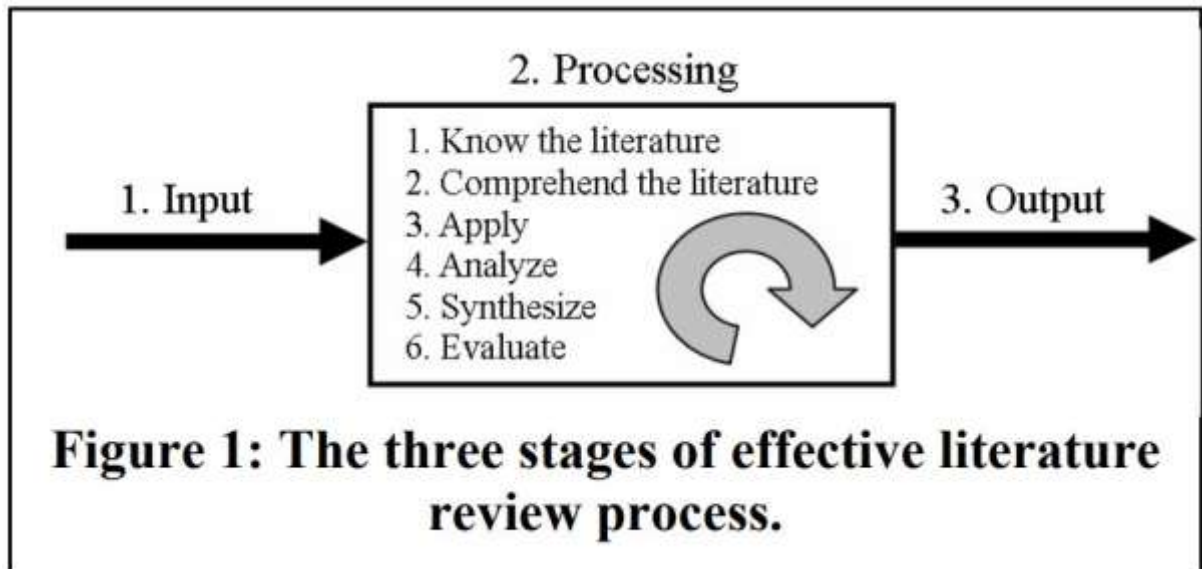 2. Processing
1. Input
1. Know the literature
2. Comprehend the literature
3. Apply
4. Analyze
5. Synthesize
6. Evaluate
3. Output
Figure 1: The three stages of effective literature
review process.